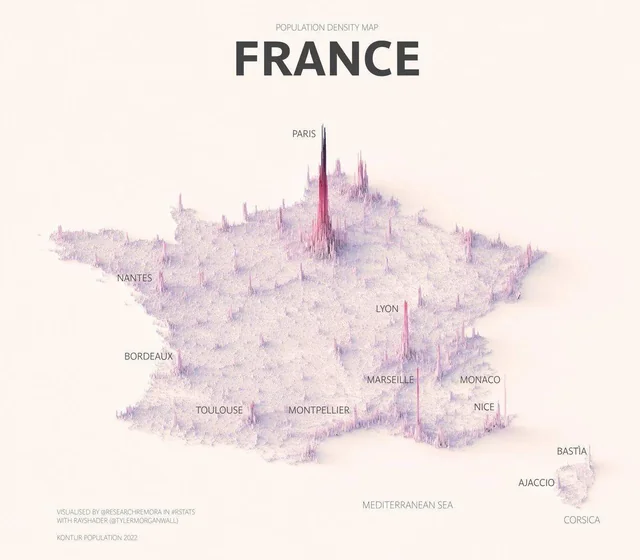 POPULATION DENSITY MAP
FRANCE
PARIS
NANTES
LYON
BORDEAUX
MARSEILLE
MONACO
TOULOUSE
MONTPELLIER
NICE
BASTIA
AJACCIO
MEDITERRANEAN SEA
CORSICA
VISUALISED BY @RESEARCHREMORA IN #RSTATS
WITH RAYSHADER (@TYLERMORGANWALL)
KONTUR POPULATION 2022